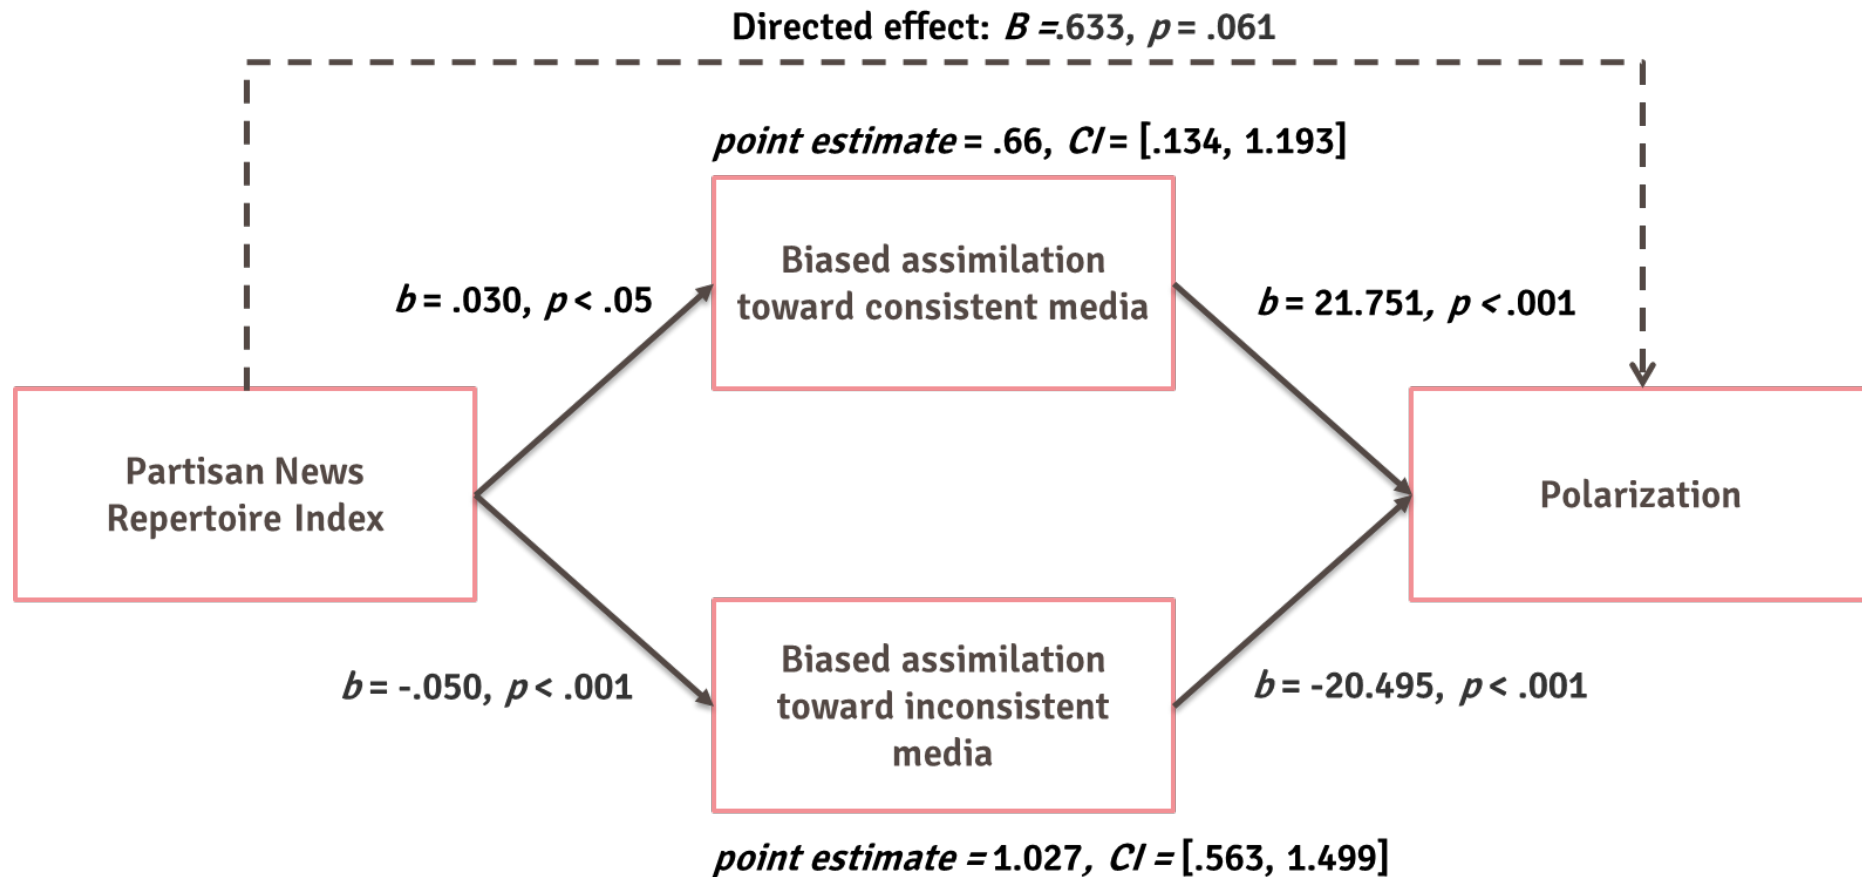 Directed effect: B =.633, p = .061
point estimate = .66, CI = [.134, 1.193]
Biased assimilation
toward consistent media
b = .030, p < .05
b = 21.751, p < .001
Partisan News
Repertoire Index
Polarization
b = -.050, p < .001
Biased assimilation
toward inconsistent
media
b = -20.495, p < .001
point estimate = 1.027, CI = [.563, 1.499]